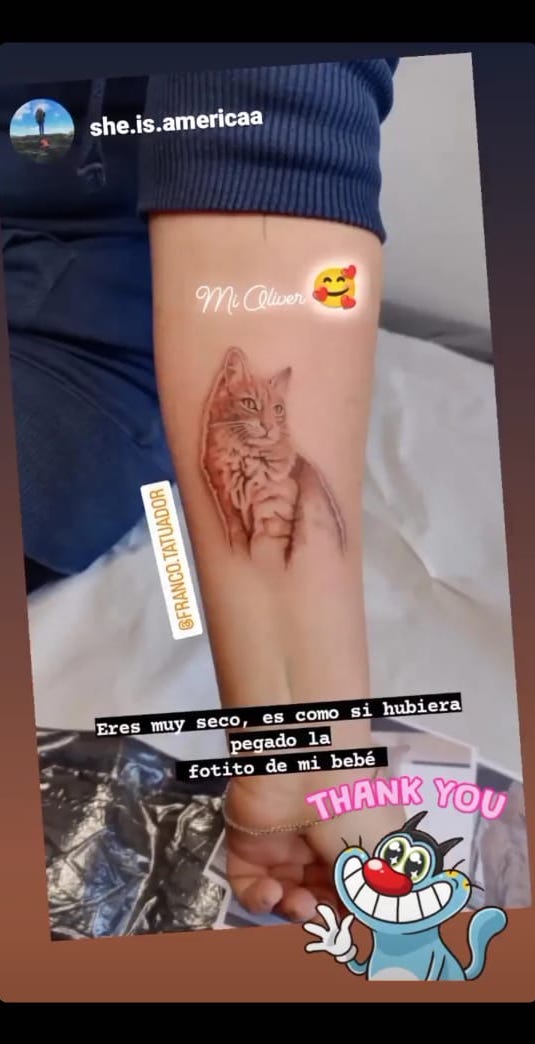 she.is.americaa
Mi Oliver
@FRANCO.TATUADOR
Eres muy seco, es como si hubiera
pegado la
fotito de mi bebé
THANK YOU